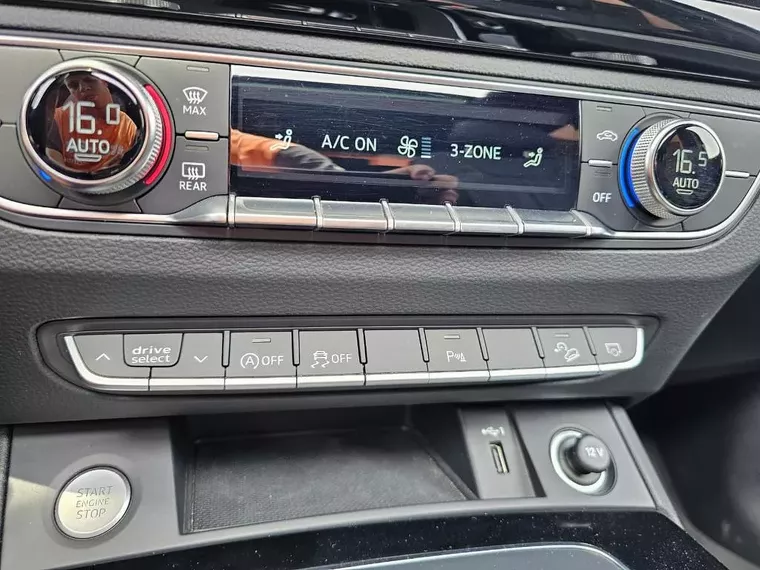 16.0
AUTO
MAX
REAR
A/C ON
3-ZONE
OFF
16.5
AUTO
drive
select
A OFF
OFF
P
START
ENGINE
STOP
1
12V